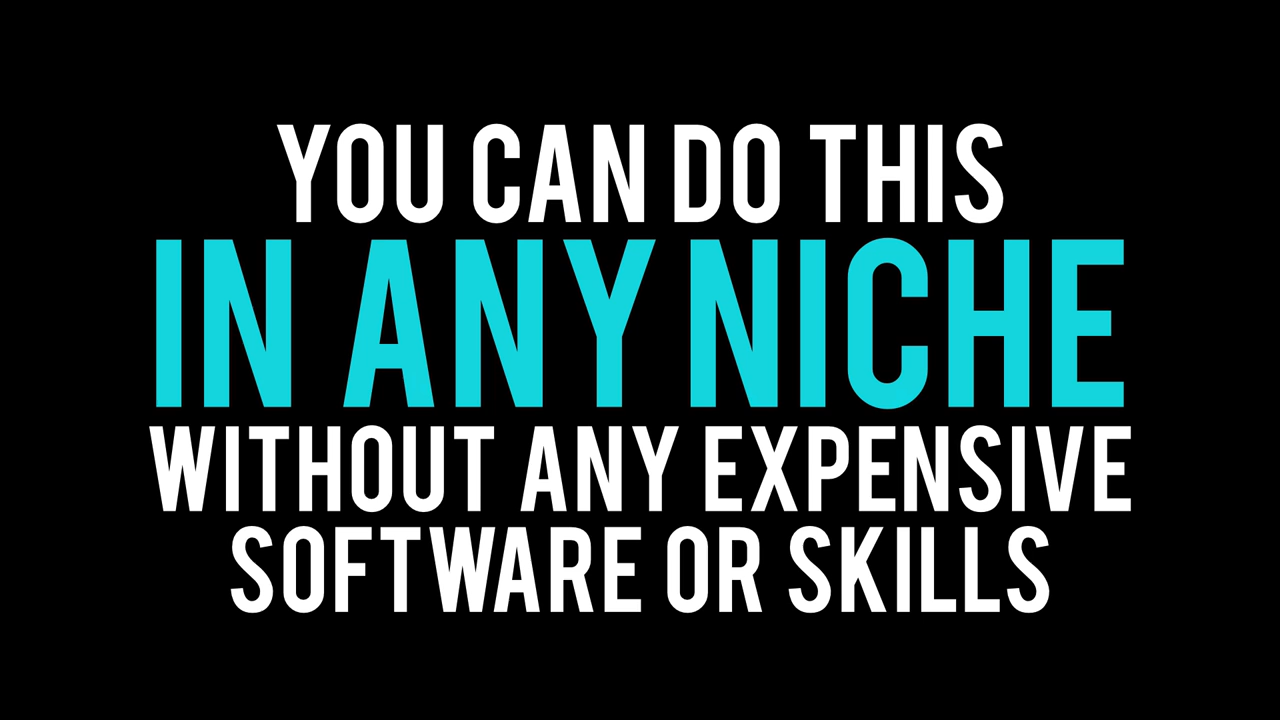 YOU CAN DO THIS
IN ANY NICHE
WITHOUT ANY EXPENSIVE
SOFTWARE OR SKILLS